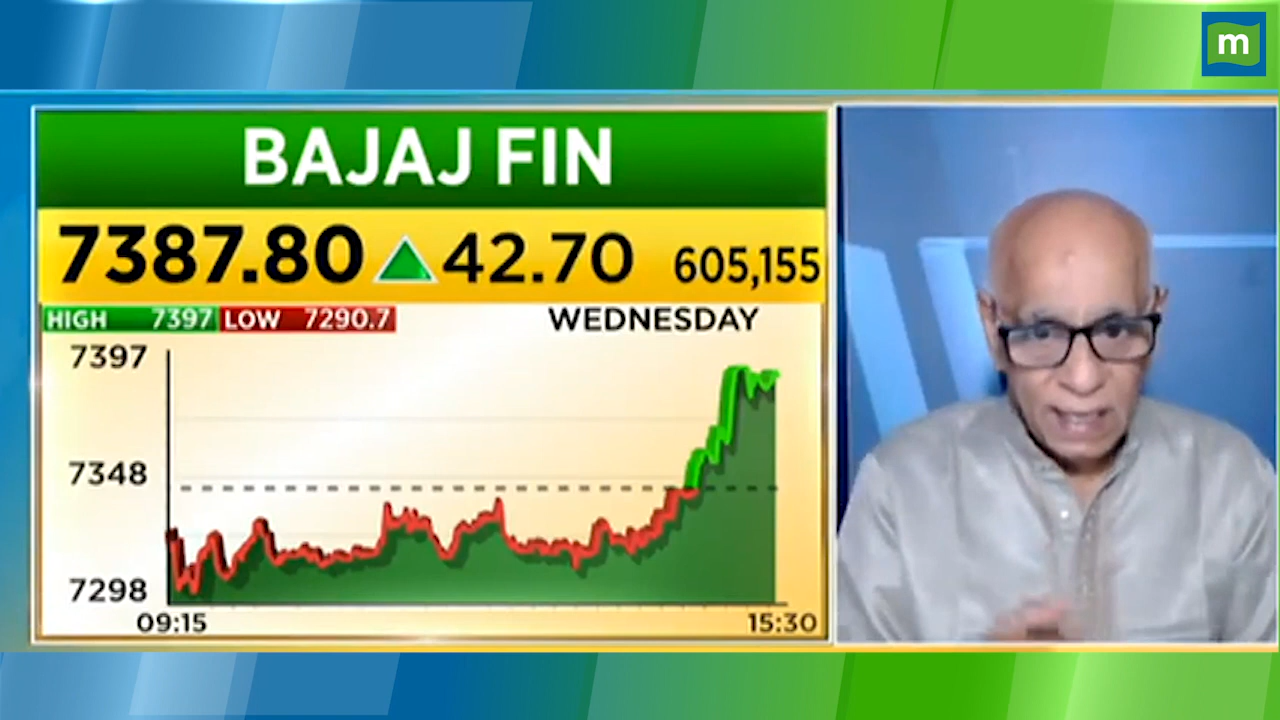 m
BAJAJ FIN
7387.80 ▲ 42.70 605,155
HIGH 7397 LOW 7290.7 WEDNESDAY
7397
7348
7298
09:15 15:30